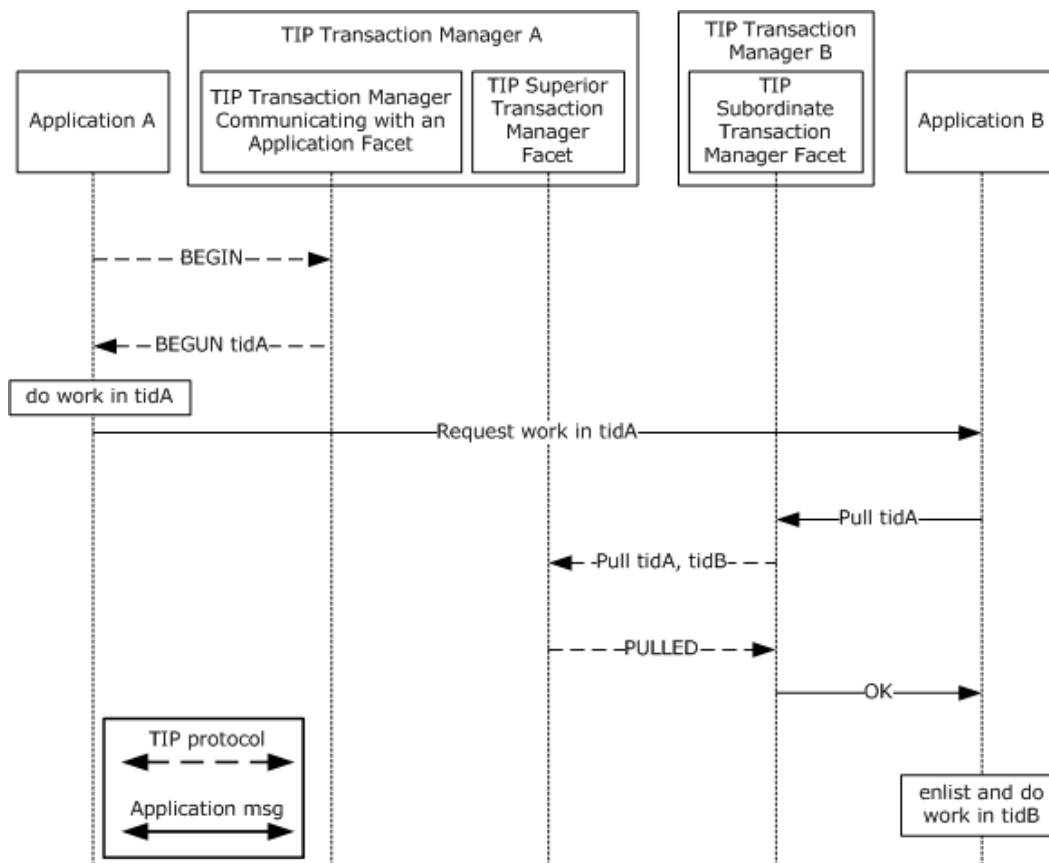 TIP Transaction Manager A
TIP Transaction
Manager B
Application A
TIP Transaction Manager
Communicating with an
Application Facet
TIP Superior
Transaction
Manager
Facet
TIP
Subordinate
Transaction
Manager Facet
Application B
BEGIN
BEGUN tidA
do work in tidA
Request work in tidA
Pull tidA
Pull tidA, tidB
PULLED
OK
TIP protocol
Application msg
enlist and do
work in tidB